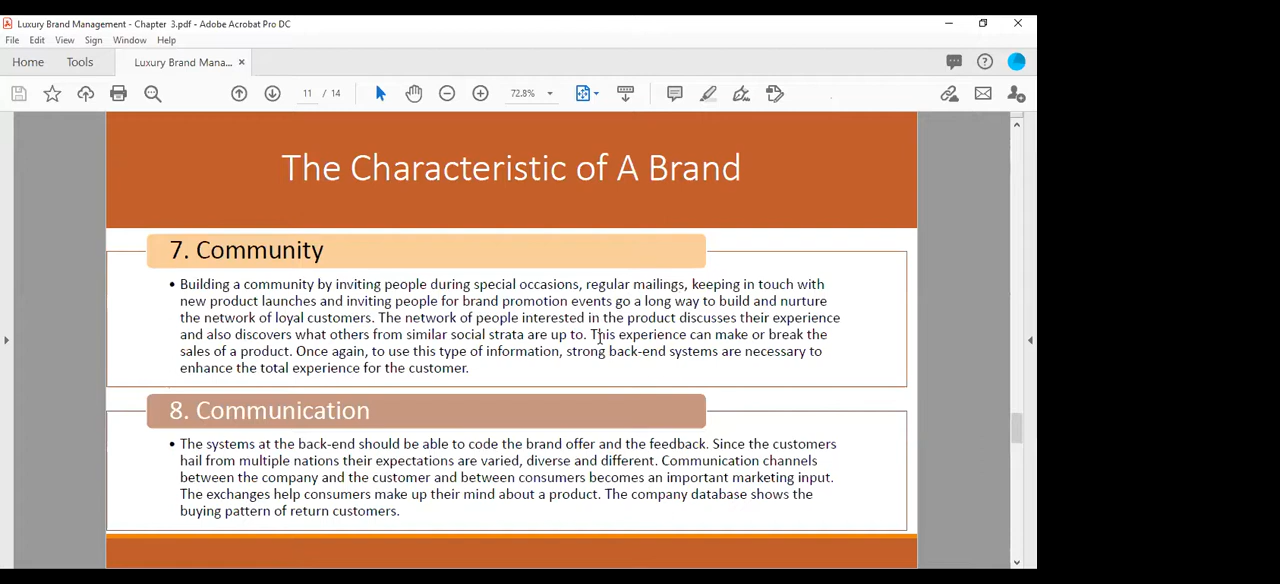 Luxury Brand Management - Chapter 3.pdf - Adobe Acrobat Pro DC
File Edit View Sign Window Help
Home Tools Luxury Brand Mana... ×
11 / 14 72.8%
The Characteristic of A Brand
7. Community
• Building a community by inviting people during special occasions, regular mailings, keeping in touch with
new product launches and inviting people for brand promotion events go a long way to build and nurture
the network of loyal customers. The network of people interested in the product discusses their experience
and also discovers what others from similar social strata are up to. This experience can make or break the
sales of a product. Once again, to use this type of information, strong back-end systems are necessary to
enhance the total experience for the customer.
8. Communication
• The systems at the back-end should be able to code the brand offer and the feedback. Since the customers
hail from multiple nations their expectations are varied, diverse and different. Communication channels
between the company and the customer and between consumers becomes an important marketing input.
The exchanges help consumers make up their mind about a product. The company database shows the
buying pattern of return customers.